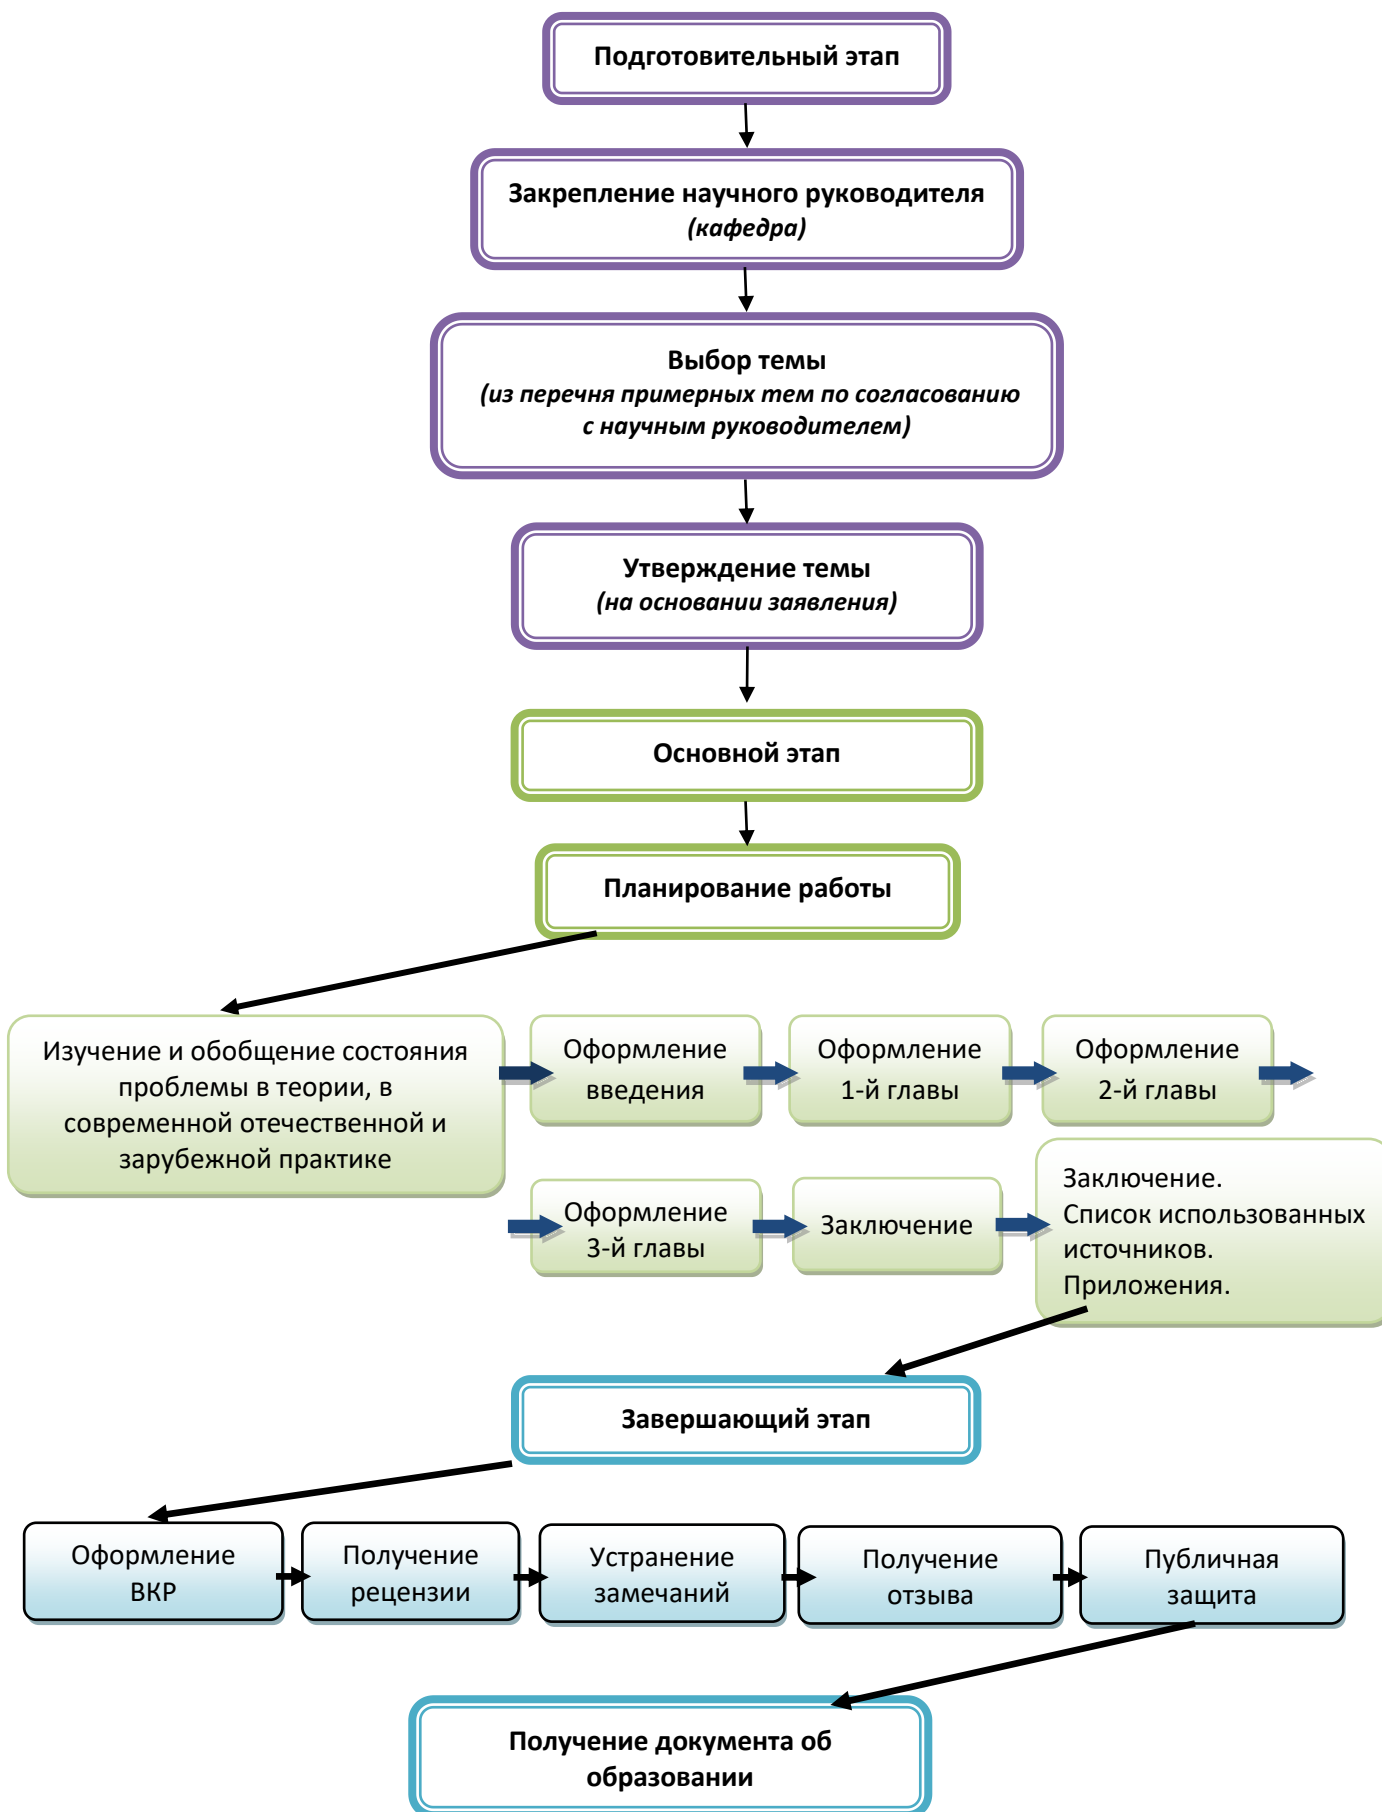 Подготовительный этап
Закрепление научного руководителя
(кафедра)
Выбор темы
(из перечня примерных тем по согласованию
с научным руководителем)
Утверждение темы
(на основании заявления)
Основной этап
Планирование работы
Изучение и обобщение состояния
проблемы в теории, в
современной отечественной и
зарубежной практике
Оформление
введения
Оформление
1-й главы
Оформление
2-й главы
Оформление
3-й главы
Заключение
Заключение.
Список использованных
источников.
Приложения.
Завершающий этап
Оформление
ВКР
Получение
рецензии
Устранение
замечаний
Получение
отзыва
Публичная
защита
Получение документа об
образовании